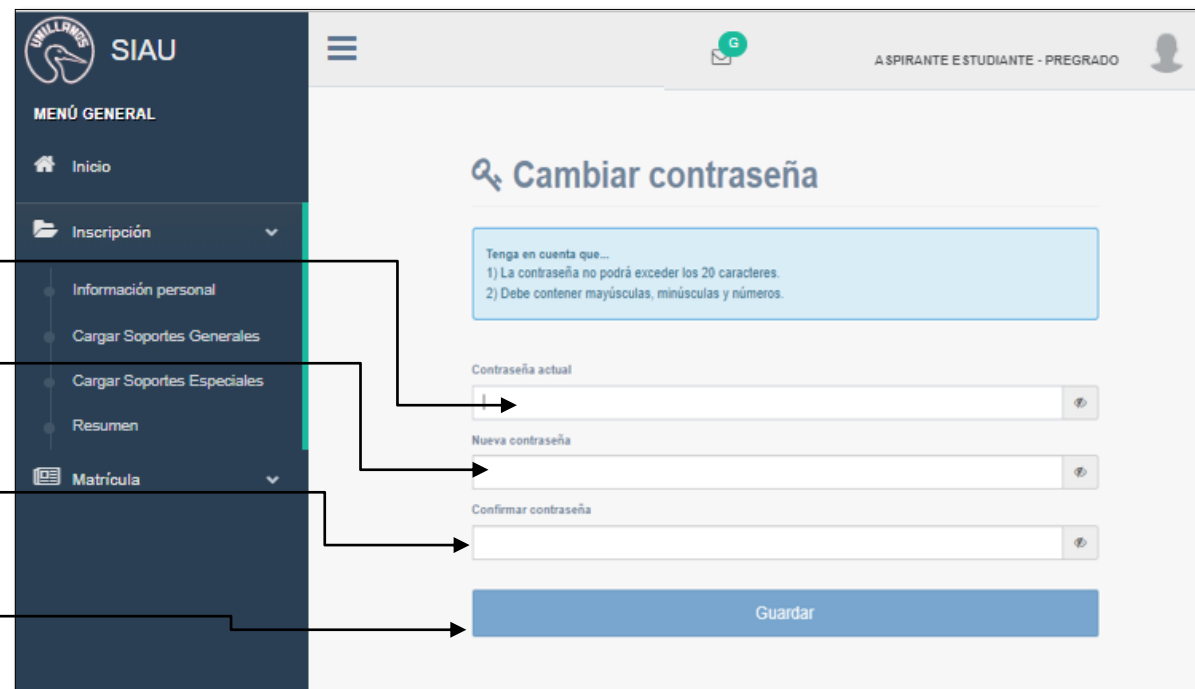 UNILLANOS
SIAU
G
ASPIRANTE ESTUDIANTE - PREGRADO
MENÚ GENERAL
Inicio
Inscripción
Información personal
Cargar Soportes Generales
Cargar Soportes Especiales
Resumen
Matrícula
Cambiar contraseña
Tenga en cuenta que...
1) La contraseña no podrá exceder los 20 caracteres.
2) Debe contener mayúsculas, minúsculas y números.
Contraseña actual
Nueva contraseña
Confirmar contraseña
Guardar